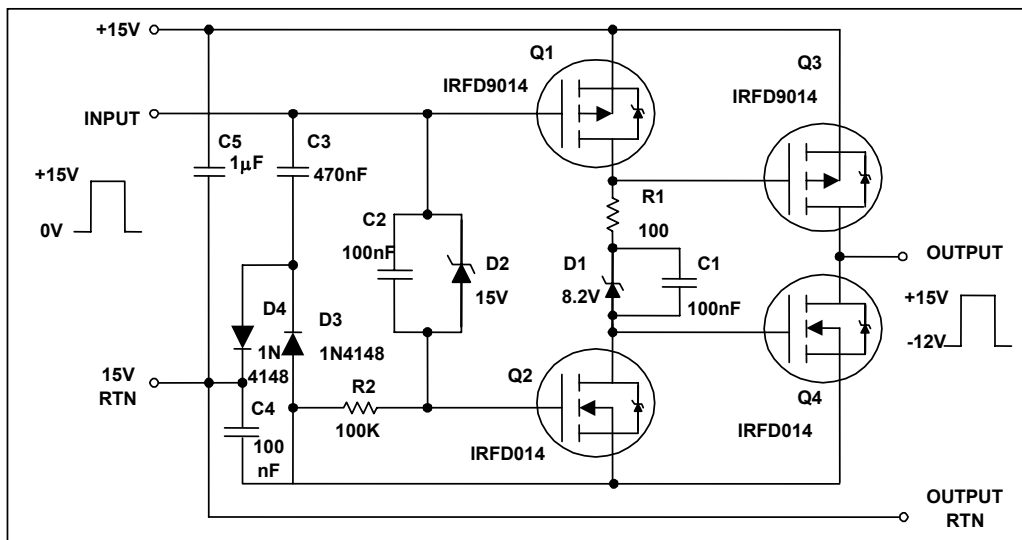 +15V
Q1
Q3
IRFD9014
IRFD9014
INPUT
C5
1μF
C3
470nF
+15V
0V
R1
100
C2
100nF
D2
15V
D1
8.2V
C1
100nF
OUTPUT
+15V
-12V
D4
1N
4148
D3
1N4148
15V
RTN
R2
100K
Q2
Q4
C4
100
nF
IRFD014
IRFD014
OUTPUT
RTN